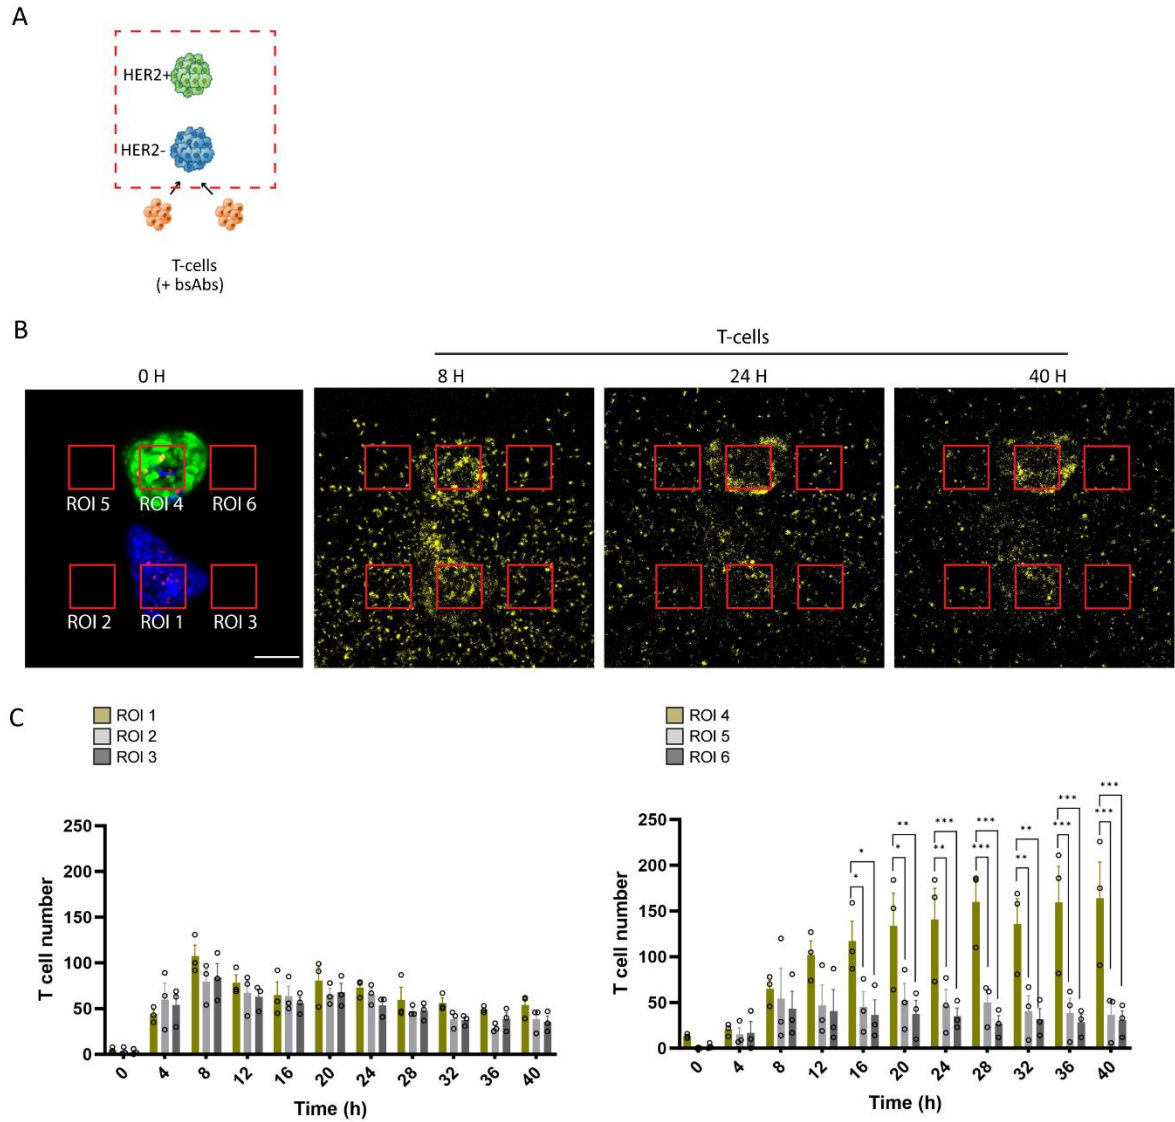 A
HER2+
HER2-
T-cells
(+ bsAbs)
B
T-cells
0 H
8 H
24 H
40 H
ROI 5
ROI 4
ROI 6
ROI 2
ROI 1
ROI 3
C
ROI 1
ROI 2
ROI 3
T cell number
250
200
150
100
50
0
0
4
8
12
16
20
24
28
32
36
40
Time (h)
ROI 4
ROI 5
ROI 6
T cell number
250
200
150
100
50
0
*
*
**
*
***
**
***
***
**
**
***
***
***
***
0
4
8
12
16
20
24
28
32
36
40
Time (h)